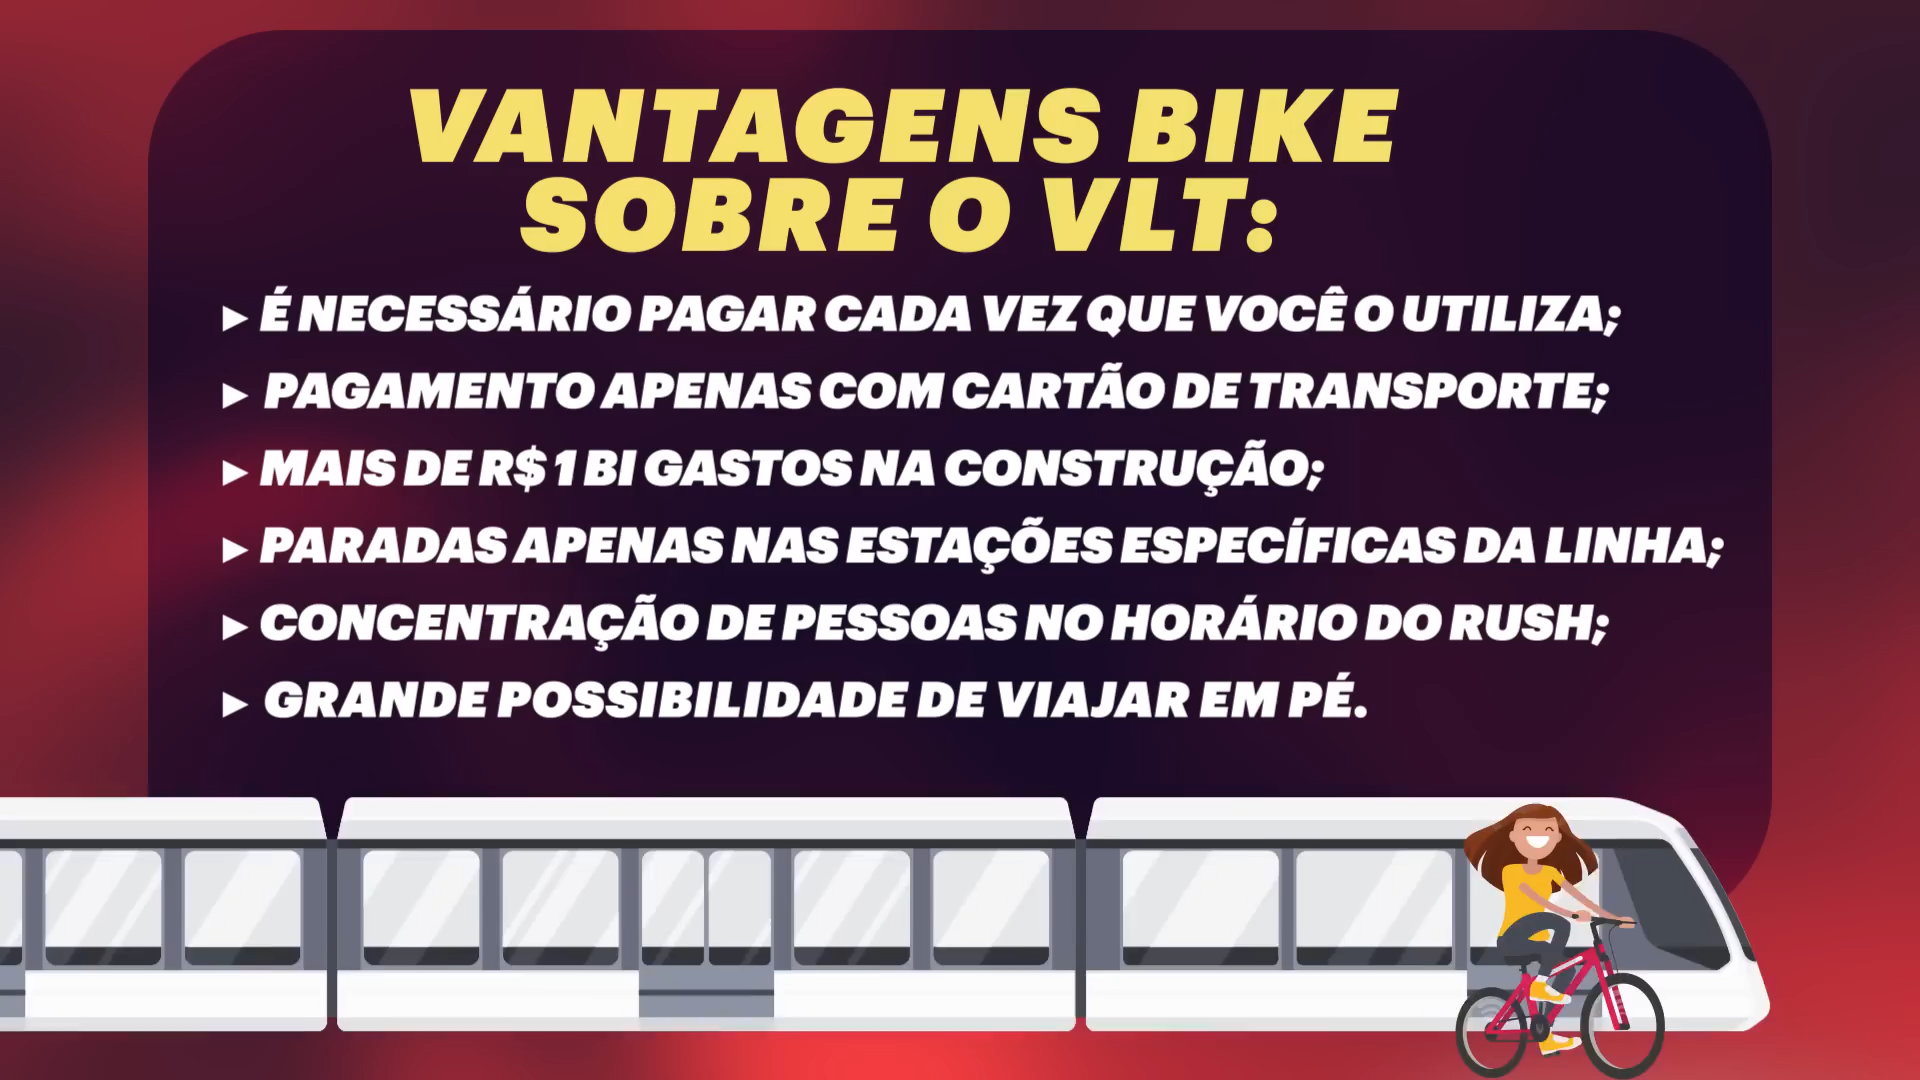 VANTAGENS BIKE
SOBRE O VLT:
► É NECESSÁRIO PAGAR CADA VEZ QUE VOCÊ O UTILIZA;
► PAGAMENTO APENAS COM CARTÃO DE TRANSPORTE;
► MAIS DE R$ 1 BI GASTOS NA CONSTRUÇÃO;
► PARADAS APENAS NAS ESTAÇÕES ESPECÍFICAS DA LINHA;
► CONCENTRAÇÃO DE PESSOAS NO HORÁRIO DO RUSH;
► GRANDE POSSIBILIDADE DE VIAJAR EM PÉ.